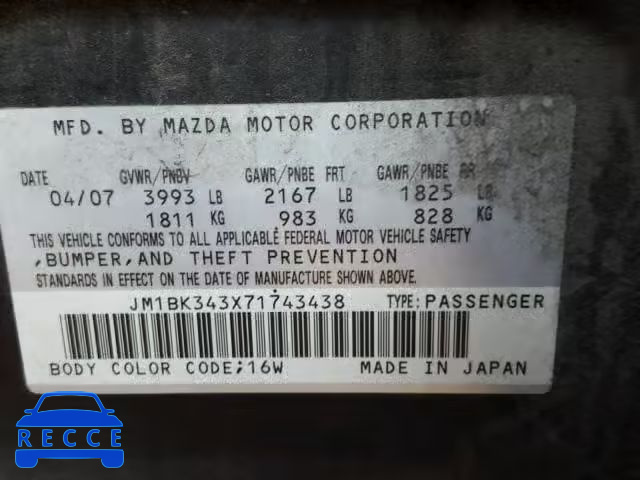 MFD. BY MAZDA MOTOR CORPORATION
DATE GVWR/PNBV GAWR/PNBE FRT GAWR/PNBE RR
04/07 3993 LB 2167 LB 1825 LB
1811 KG 983 KG 828 KG
THIS VEHICLE CONFORMS TO ALL APPLICABLE FEDERAL MOTOR VEHICLE SAFETY
,BUMPER,AND THEFT PREVENTION
STANDARDS IN EFFECT ON THE DATE OF MANUFACTURE SHOWN ABOVE.
JM1BK343X71743438 TYPE:PASSENGER
BODY COLOR CODE;16W MADE IN JAPAN
RECCE